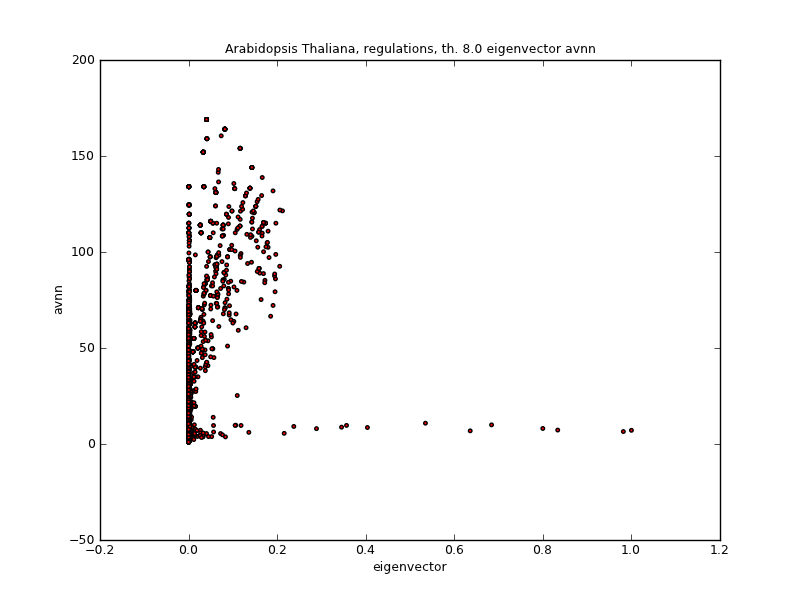 Arabidopsis Thaliana, regulations, th. 8.0 eigenvector avnn
200
150
100
50
0
−50
avnn
−0.2 0.0 0.2 0.4 0.6 0.8 1.0 1.2
eigenvector